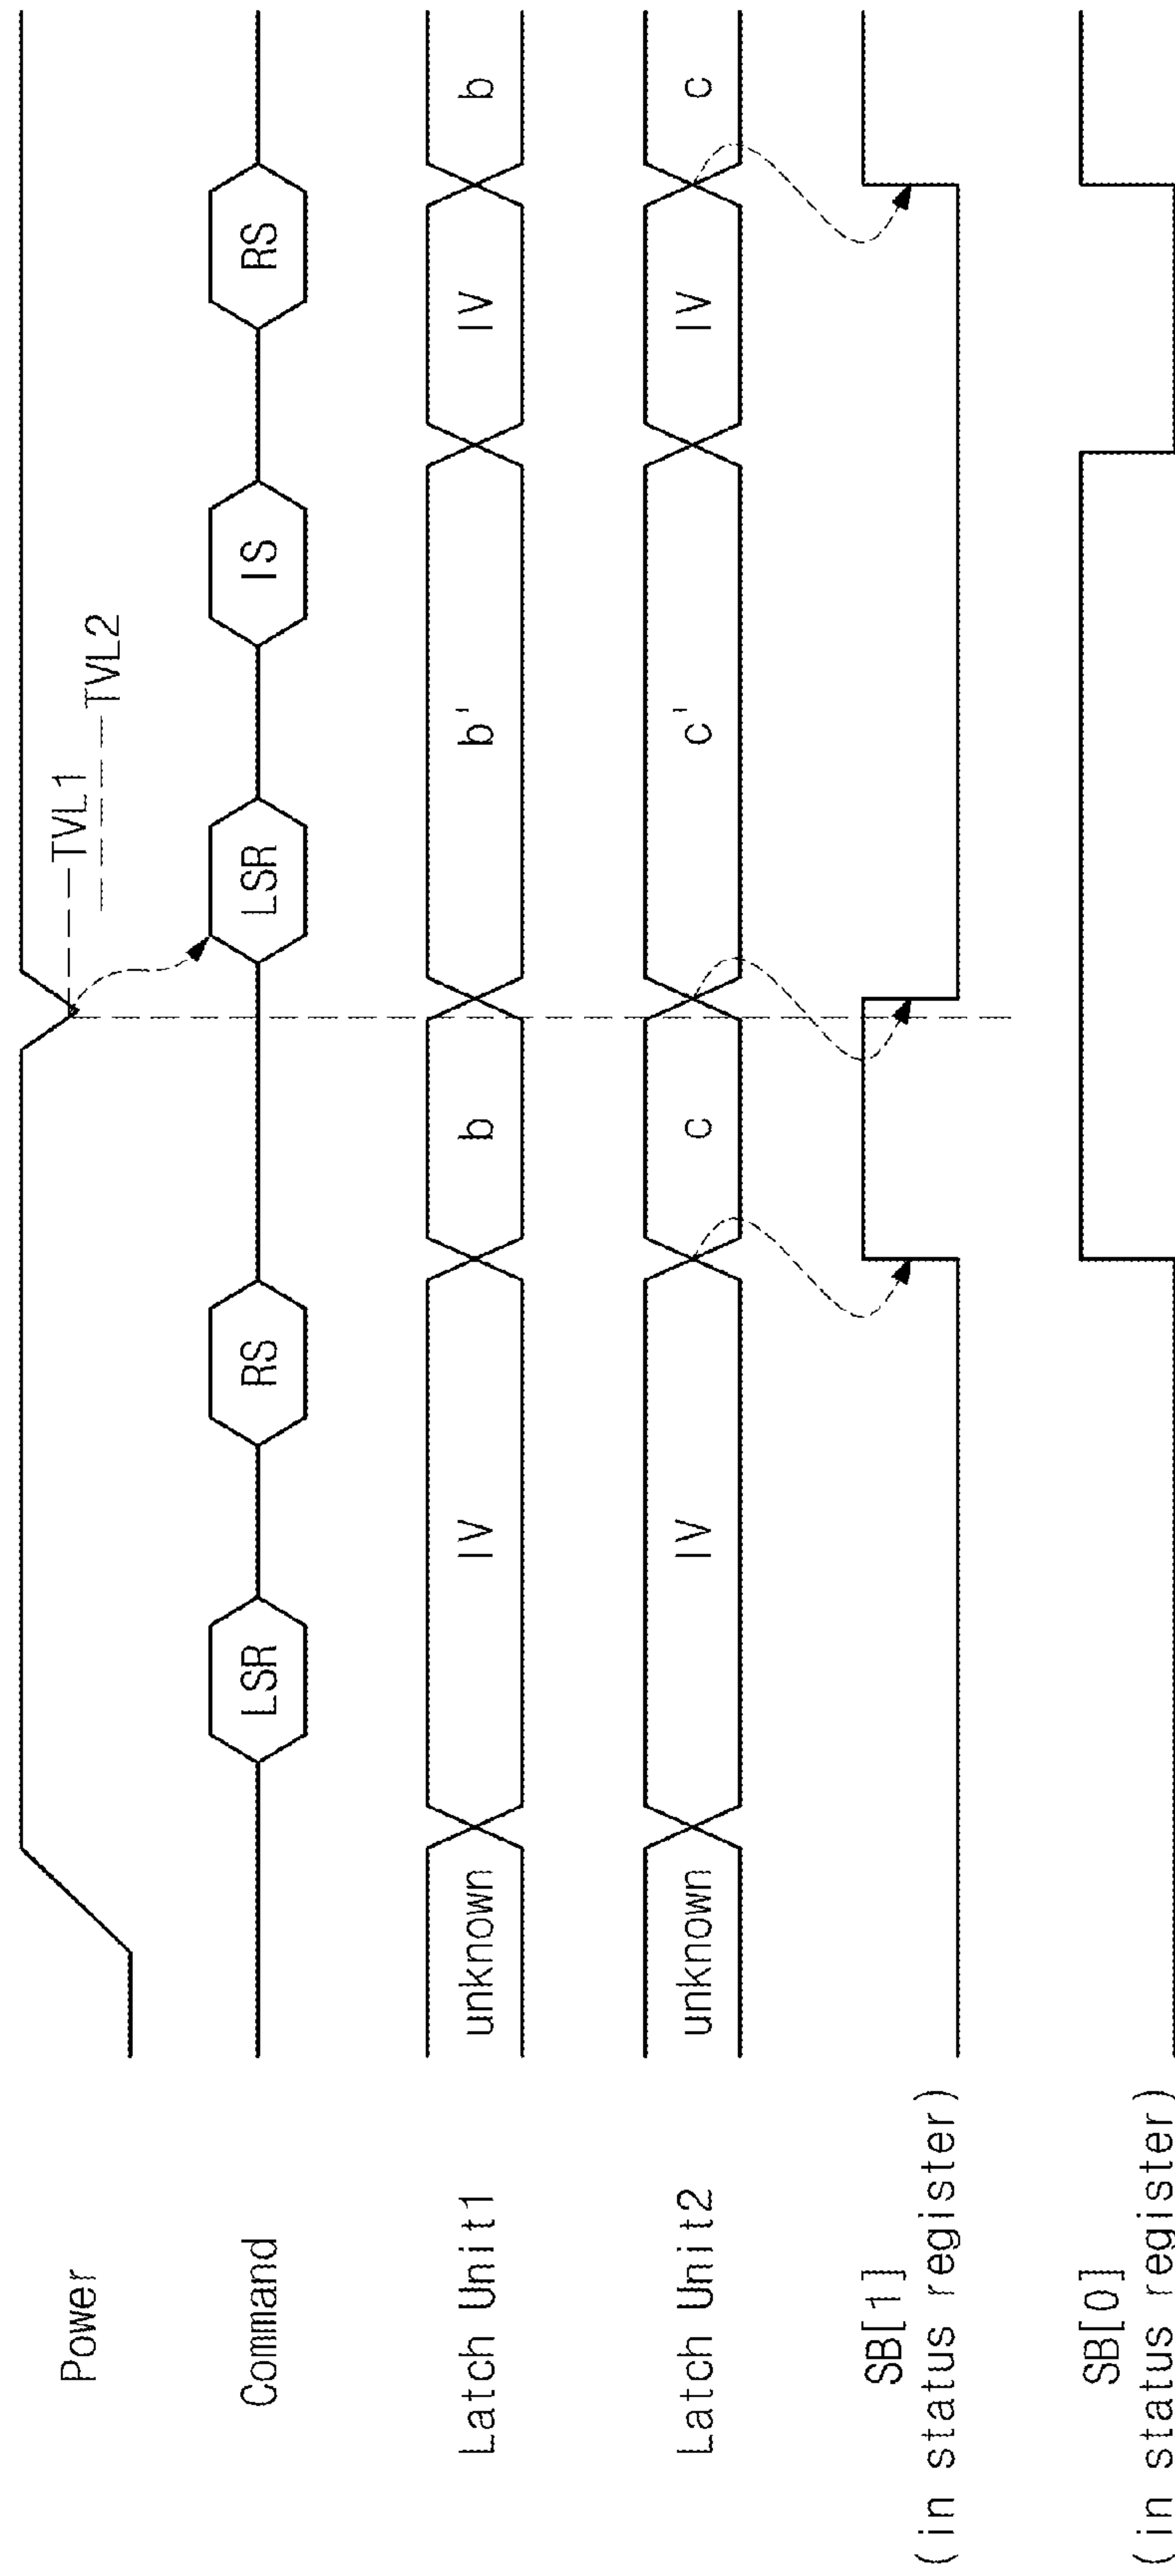 Power
TVL1
TVL2
Command
LSR
RS
LSR
IS
RS
Latch Unit1
unknown
IV
b
b'
IV
b
Latch Unit2
unknown
IV
c
c'
IV
c
SB[1]
(in status register)
SB[0]
(in status register)